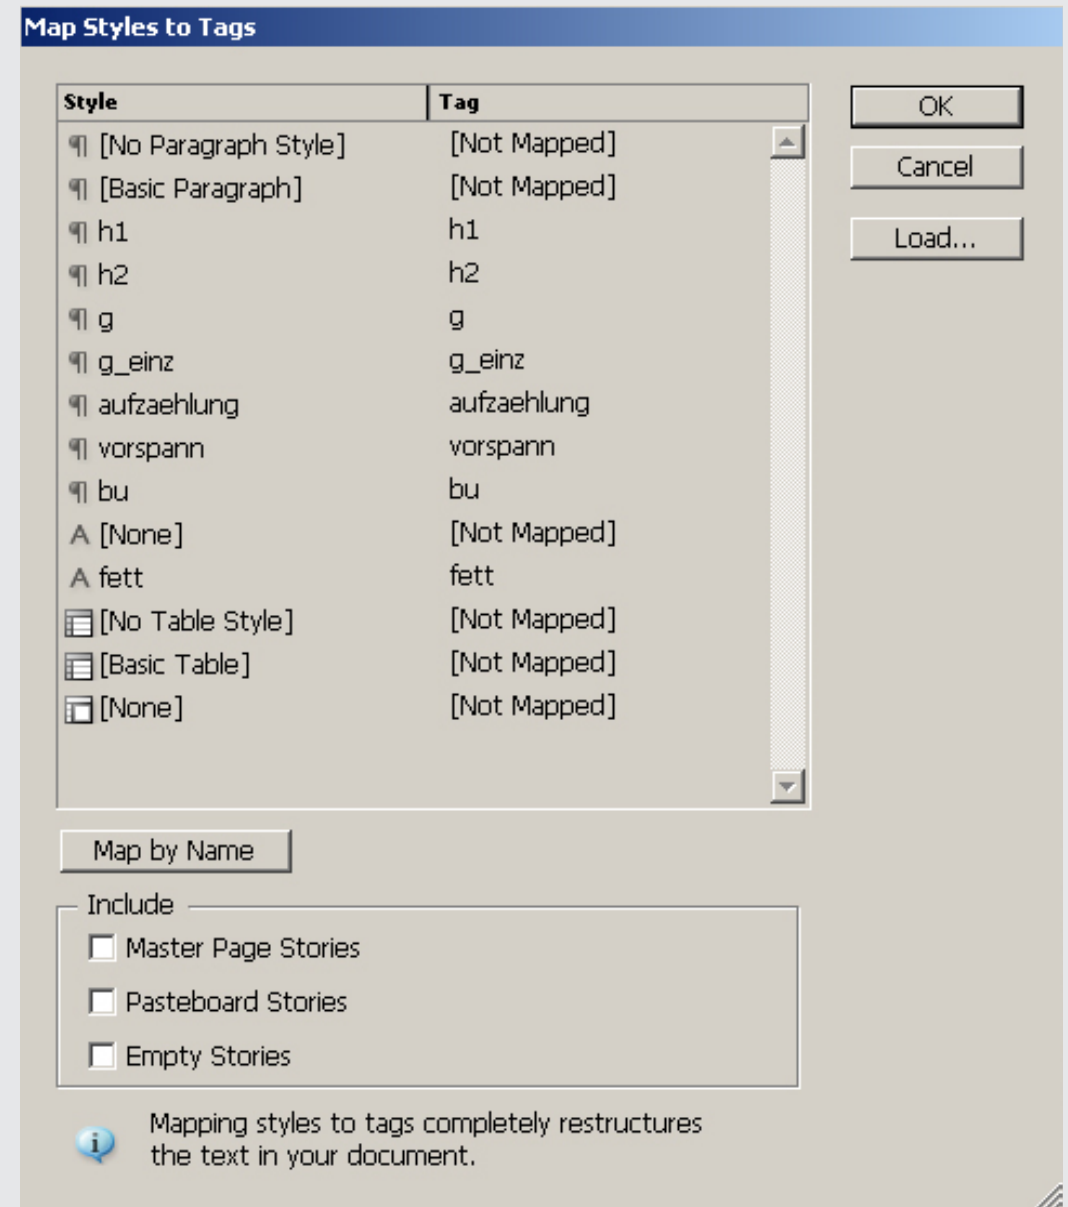 Map Styles to Tags
Style Tag
[No Paragraph Style] [Not Mapped]
[Basic Paragraph] [Not Mapped]
h1 h1
h2 h2
g g
g_einz g_einz
aufzaehlung aufzaehlung
vorspann vorspann
bu bu
[None] [Not Mapped]
fett fett
[No Table Style] [Not Mapped]
[Basic Table] [Not Mapped]
[None] [Not Mapped]
OK
Cancel
Load...
Map by Name
Include
Master Page Stories
Pasteboard Stories
Empty Stories
Mapping styles to tags completely restructures
the text in your document.